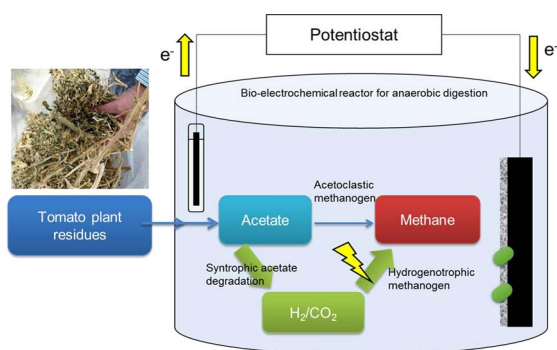 Potentiostat
e-
e-
Bio-electrochemical reactor for anaerobic digestion
Tomato plant
residues
Acetate
Acetoclastic
methanogen
Methane
Syntrophic acetate
degradation
Hydrogenotrophic
methanogen
H₂/CO₂